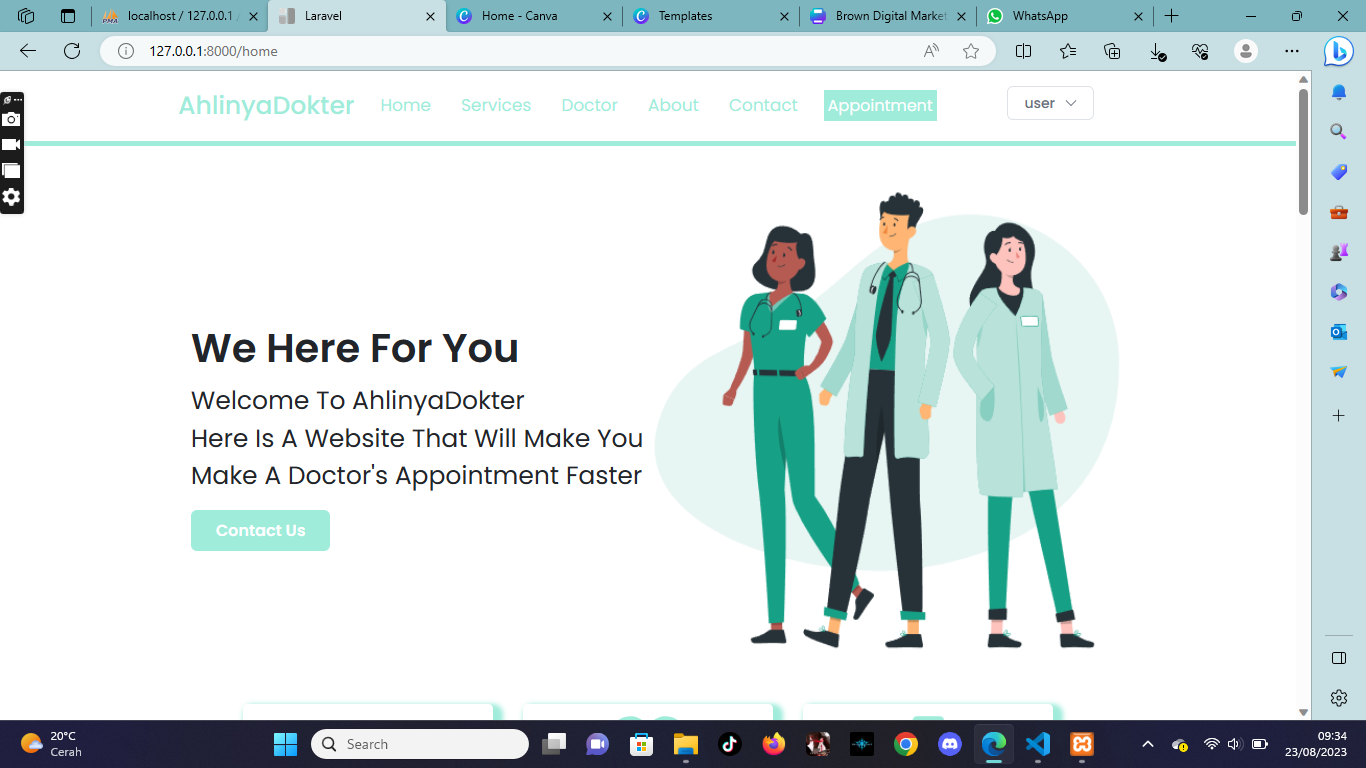 localhost / 127.0.0.1 /
Laravel
Home - Canva
Templates
Brown Digital Market
WhatsApp
127.0.0.1:8000/home
AhlinyaDokter
Home
Services
Doctor
About
Contact
Appointment
user
We Here For You
Welcome To AhlinyaDokter
Here Is A Website That Will Make You
Make A Doctor's Appointment Faster
Contact Us
20°C
Cerah
Search
09:34
23/08/2023